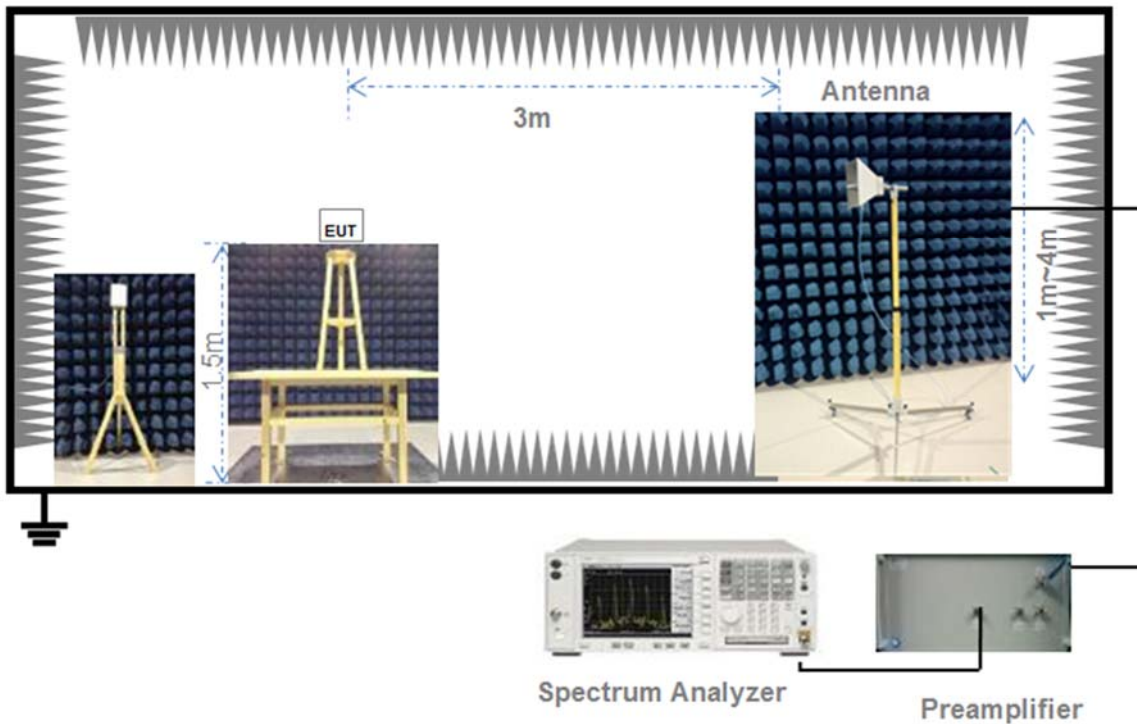 Antenna
3m
EUT
1.5m
1m~4m
Spectrum Analyzer
Preamplifier